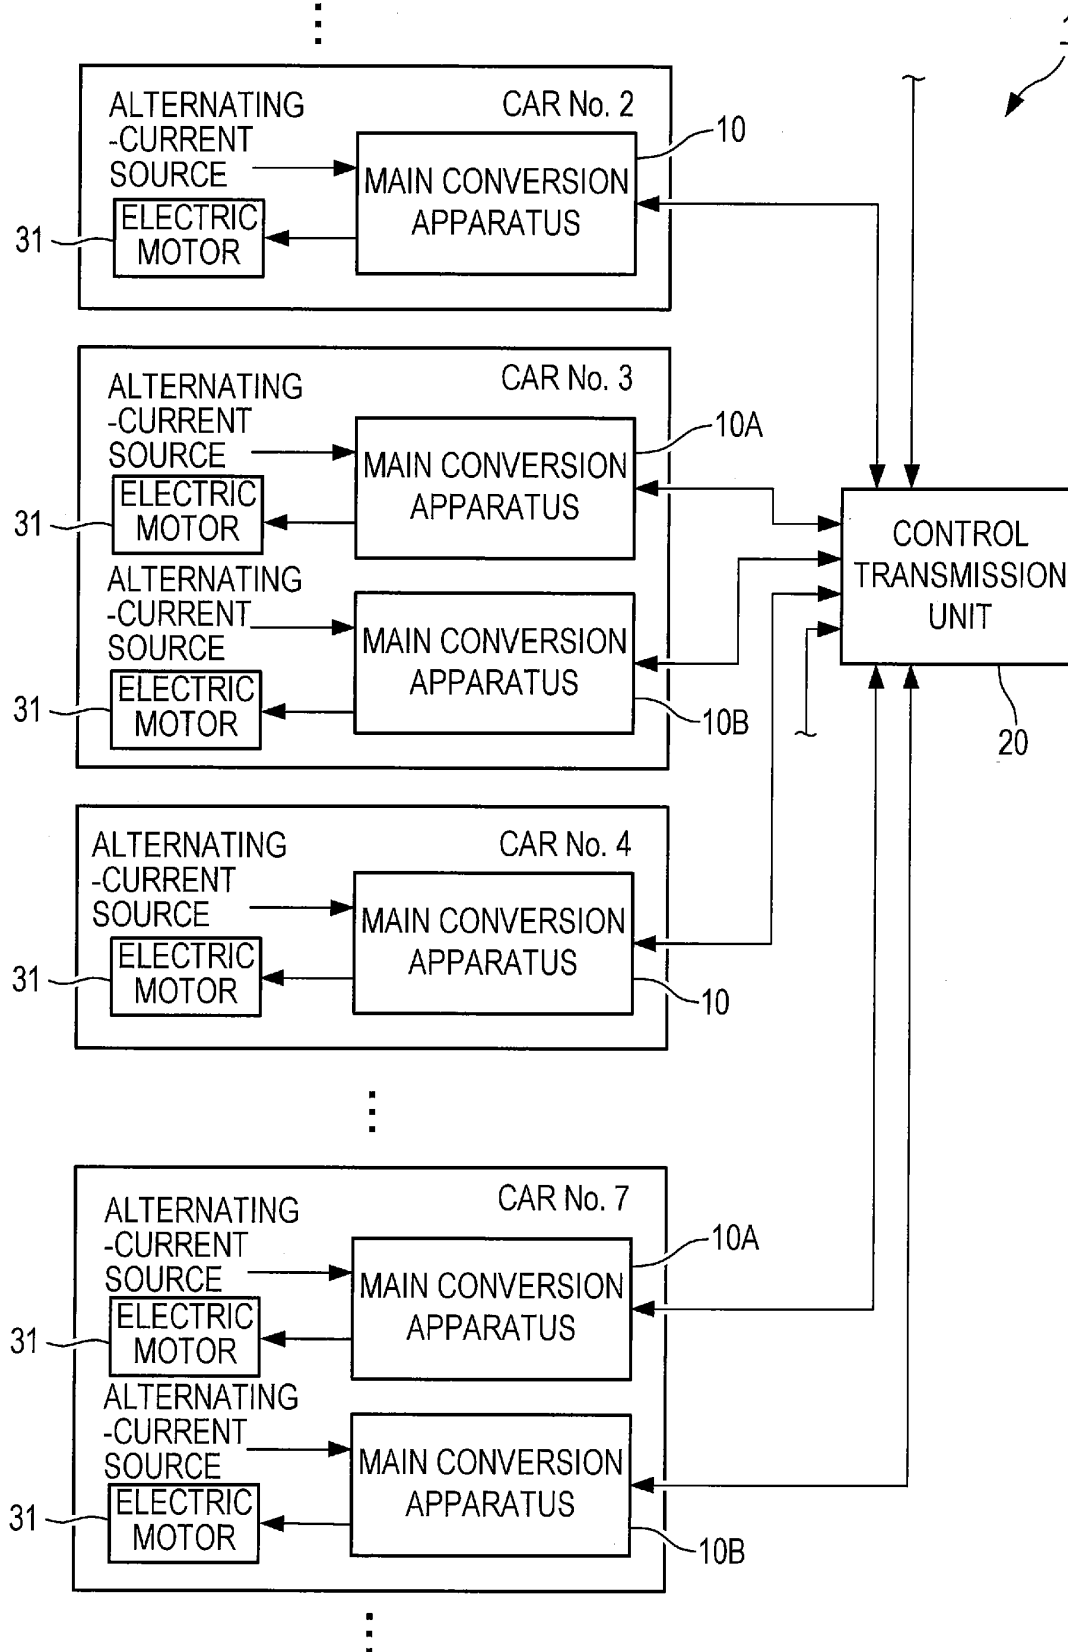 1
CAR No. 2
ALTERNATING
-CURRENT
SOURCE
10
MAIN CONVERSION
APPARATUS
31
ELECTRIC
MOTOR
CAR No. 3
ALTERNATING
-CURRENT
SOURCE
10A
MAIN CONVERSION
APPARATUS
31
ELECTRIC
MOTOR
ALTERNATING
-CURRENT
SOURCE
MAIN CONVERSION
APPARATUS
31
ELECTRIC
MOTOR
10B
CONTROL
TRANSMISSION
UNIT
20
CAR No. 4
ALTERNATING
-CURRENT
SOURCE
MAIN CONVERSION
APPARATUS
31
ELECTRIC
MOTOR
10
CAR No. 7
ALTERNATING
-CURRENT
SOURCE
10A
MAIN CONVERSION
APPARATUS
31
ELECTRIC
MOTOR
ALTERNATING
-CURRENT
SOURCE
MAIN CONVERSION
APPARATUS
31
ELECTRIC
MOTOR
10B